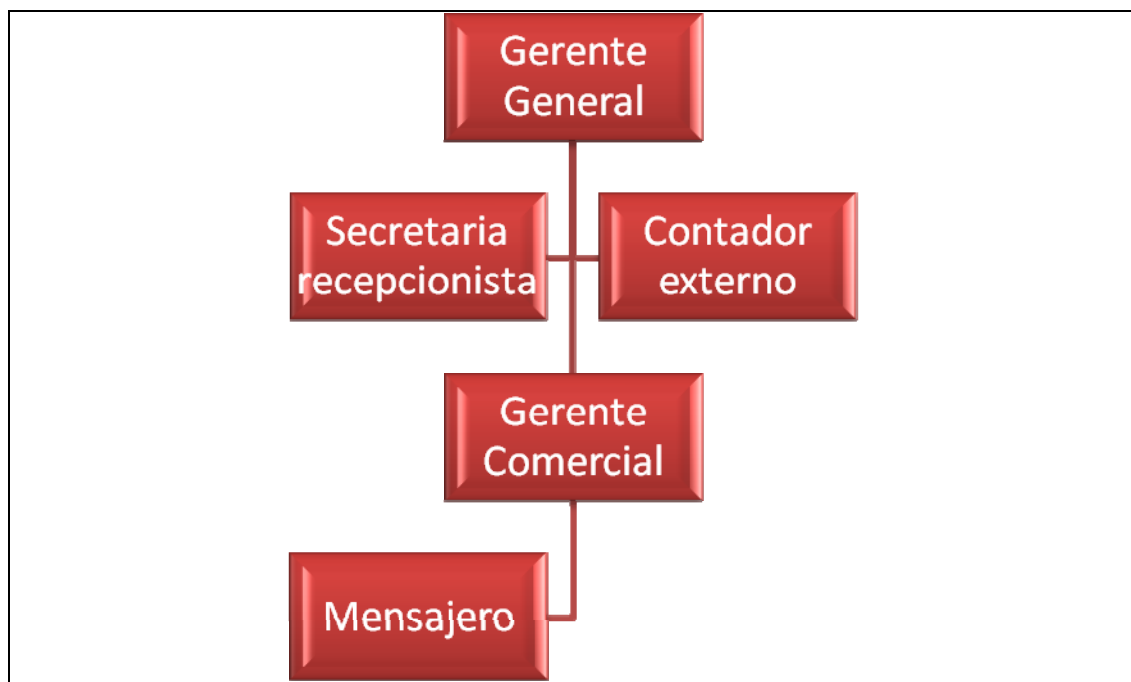 Gerente
General
Secretaria
recepcionista
Contador
externo
Gerente
Comercial
Mensajero